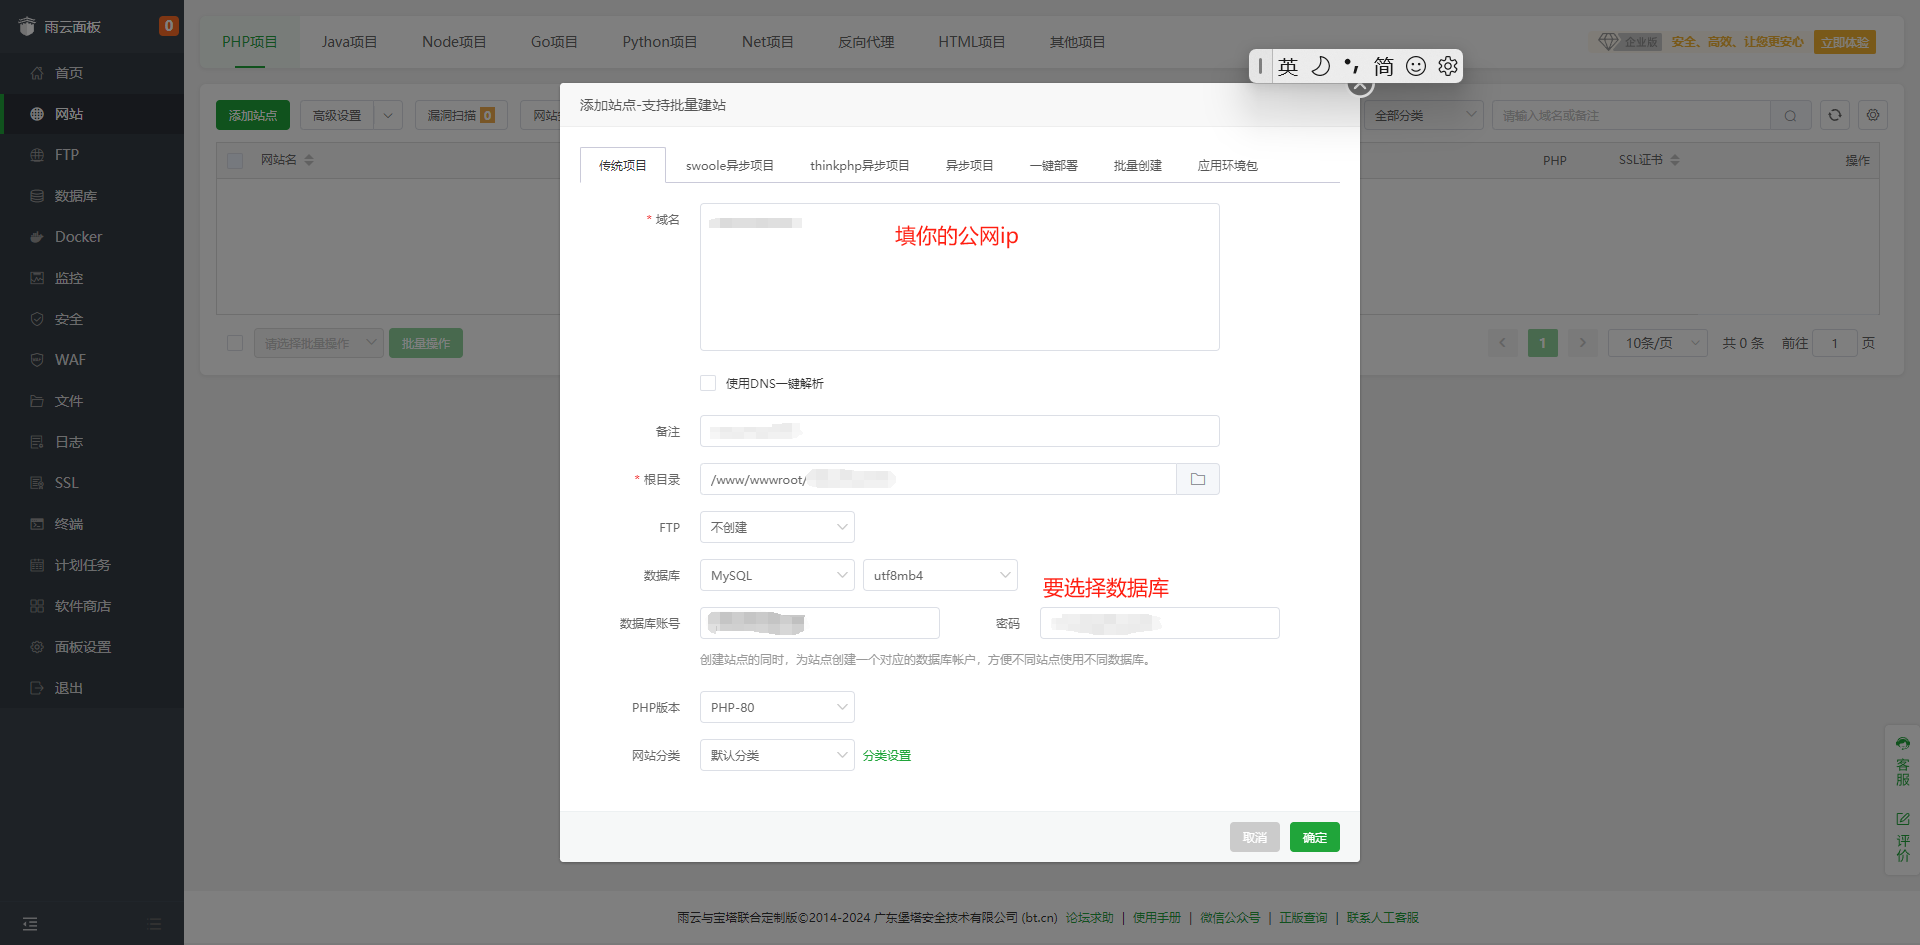 雨云面板
0
首页
网站
FTP
数据库
Docker
监控
安全
WAF
文件
日志
SSL
终端
计划任务
软件商店
面板设置
退出
PHP项目 Java项目 Node项目 Go项目 Python项目 Net项目 反向代理 HTML项目 其他项目
企业版 安全、高效、让您更安心 立即体验
英 简
添加站点 高级设置 漏洞扫描 0 网站
全部分类 请输入域名或备注
网站名 PHP SSL证书 操作
请选择批量操作 批量操作
1 10条/页 共 0 条 前往 1 页
添加站点-支持批量建站
传统项目 swoole异步项目 thinkphp异步项目 异步项目 一键部署 批量创建 应用环境包
* 域名
填你的公网ip
使用DNS一键解析
备注
* 根目录 /www/wwwroot/
FTP 不创建
数据库 MySQL utf8mb4
要选择数据库
数据库账号 密码
创建站点的同时，为站点创建一个对应的数据库帐户，方便不同站点使用不同数据库。
PHP版本 PHP-80
网站分类 默认分类 分类设置
取消 确定
客服
评价
雨云与宝塔联合定制版©2014-2024 广东堡塔安全技术有限公司 (bt.cn) 论坛求助 | 使用手册 | 微信公众号 | 正版查询 | 联系人工客服